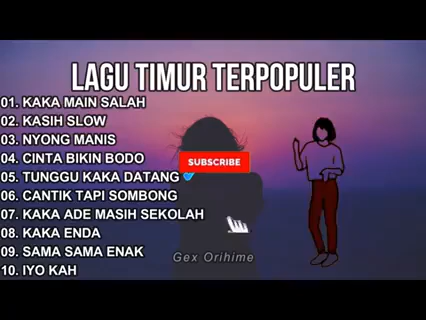 LAGU TIMUR TERPOPULER
01. KAKA MAIN SALAH
02. KASIH SLOW
03. NYONG MANIS
04. CINTA BIKIN BODO
05. TUNGGU KAKA DATANG
06. CANTIK TAPI SOMBONG
07. KAKA ADE MASIH SEKOLAH
08. KAKA ENDA
09. SAMA SAMA ENAK
10. IYO KAH
SUBSCRIBE
Gex Orihime